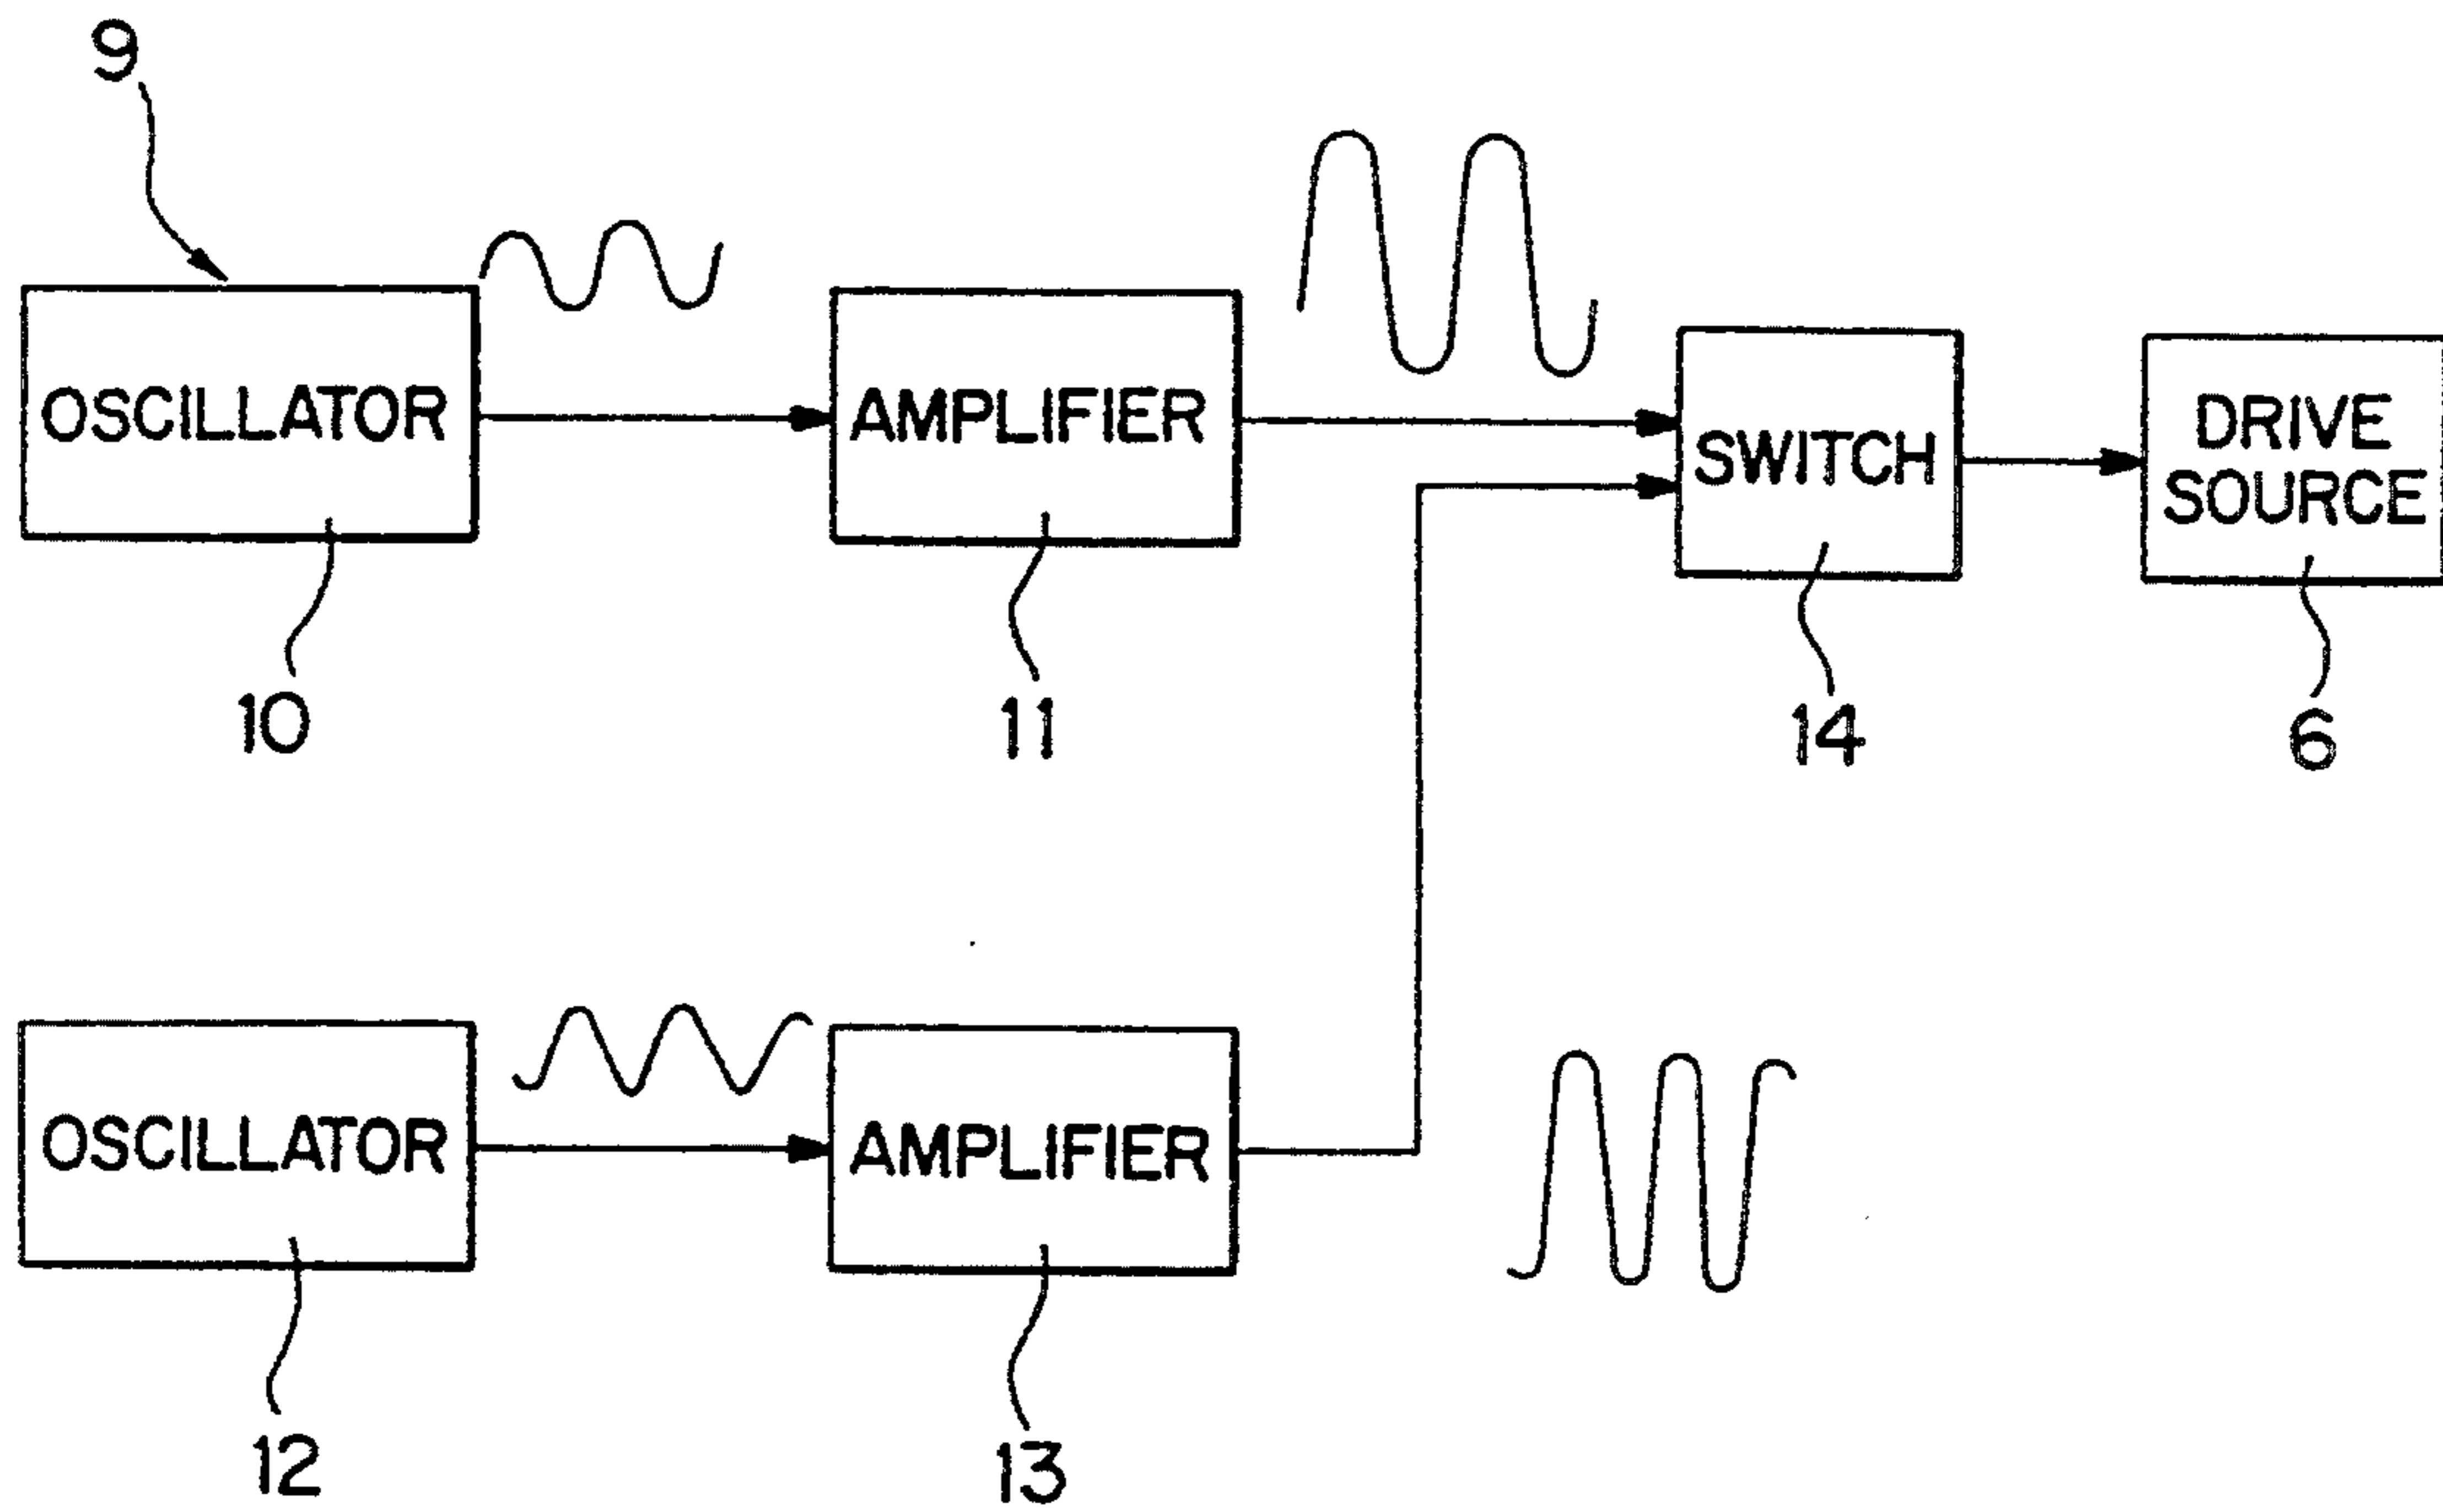 9
OSCILLATOR
AMPLIFIER
SWITCH
DRIVE
SOURCE
10
11
14
6
OSCILLATOR
AMPLIFIER
12
13